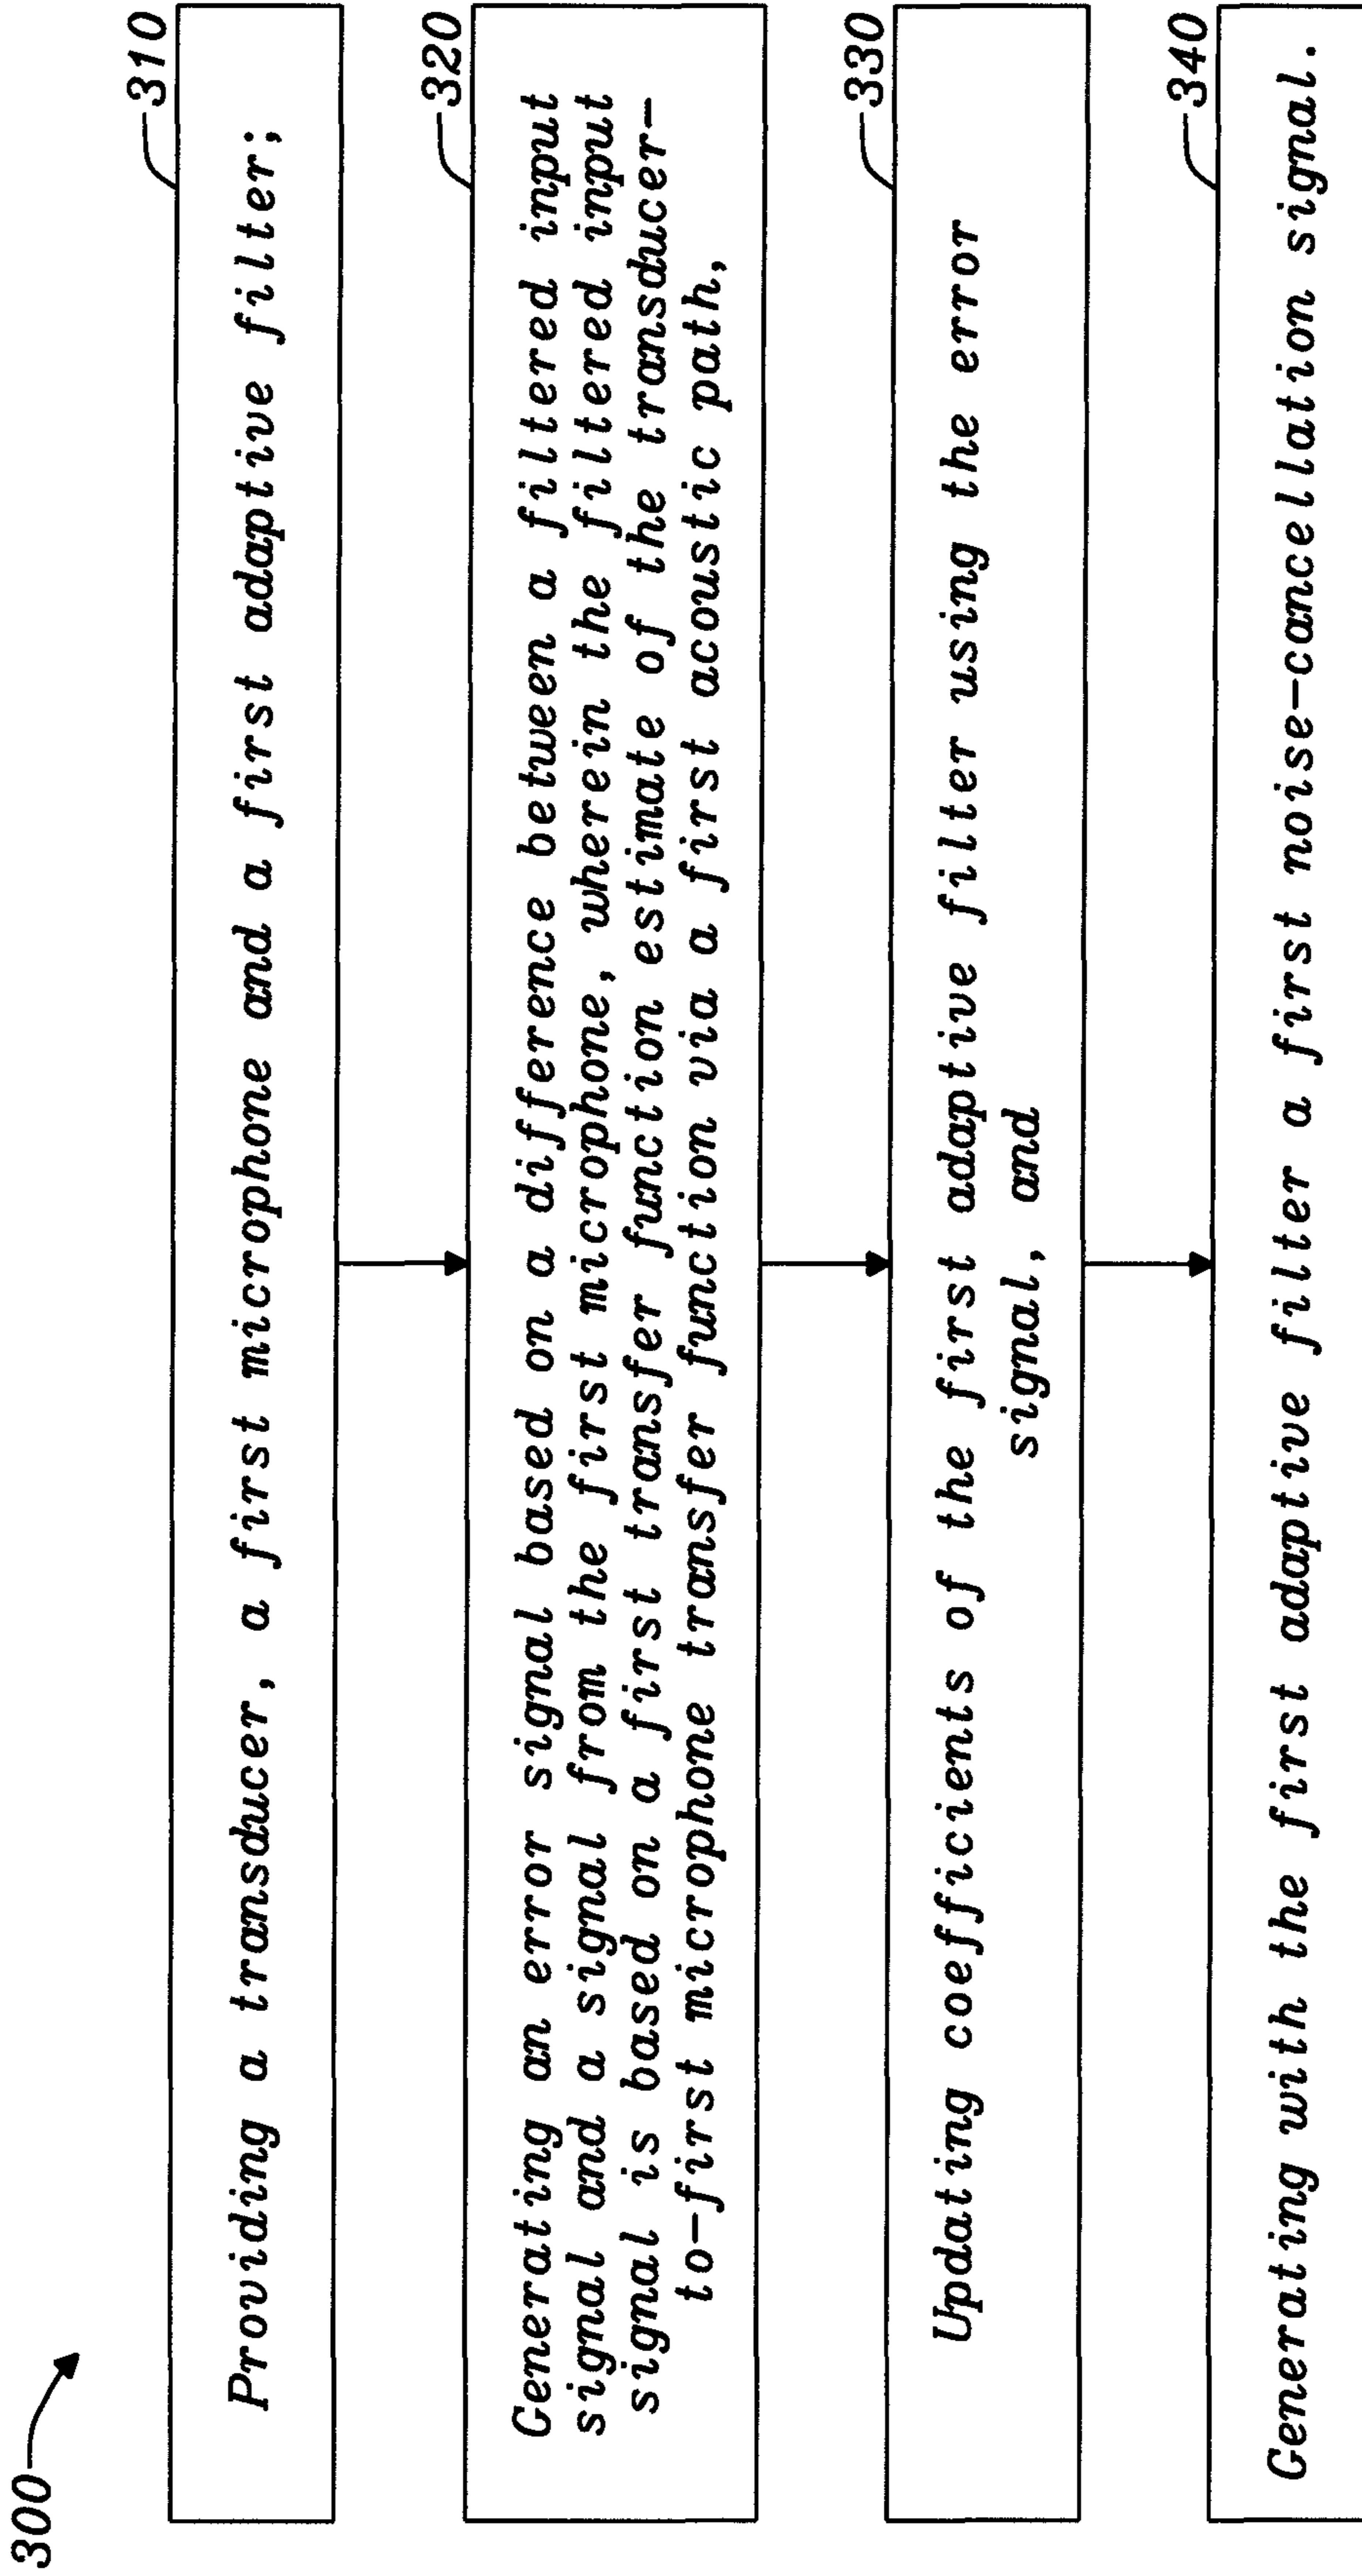 300
310
Providing a transducer, a first microphone and a first adaptive filter;
320
Generating an error signal based on a difference between a filtered input
signal and a signal from the first microphone, wherein the filtered input
signal is based on a first transfer function estimate of the transducer-
to-first microphone transfer function via a first acoustic path,
330
Updating coefficients of the first adaptive filter using the error
signal, and
340
Generating with the first adaptive filter a first noise-cancellation signal.